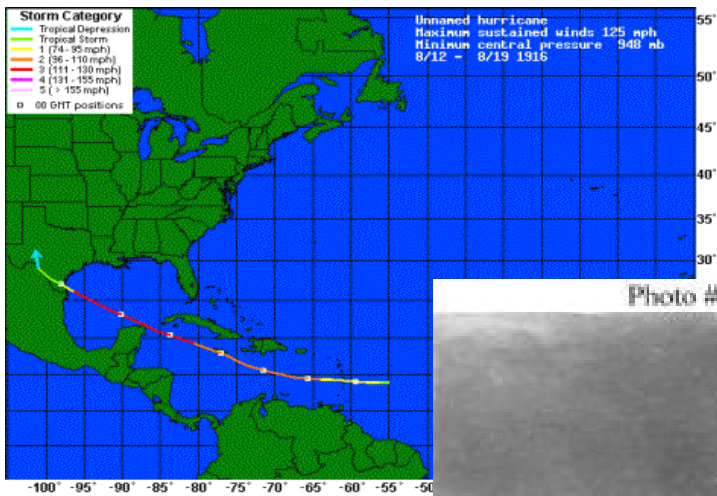 Storm Category
Tropical Depression
Tropical Storm
1 (74 - 95 mph)
2 (96 - 110 mph)
3 (111 - 130 mph)
4 (131 - 155 mph)
5 ( > 155 mph)
00 GMT positions
Unnamed hurricane
Maximum sustained winds 125 mph
Minimum central pressure 948 mb
8/12 - 8/19 1916
55°
50°
45°
40°
35°
30°
Photo #
-100° -95° -90° -85° -80° -75° -70° -65° -60° -55° -50